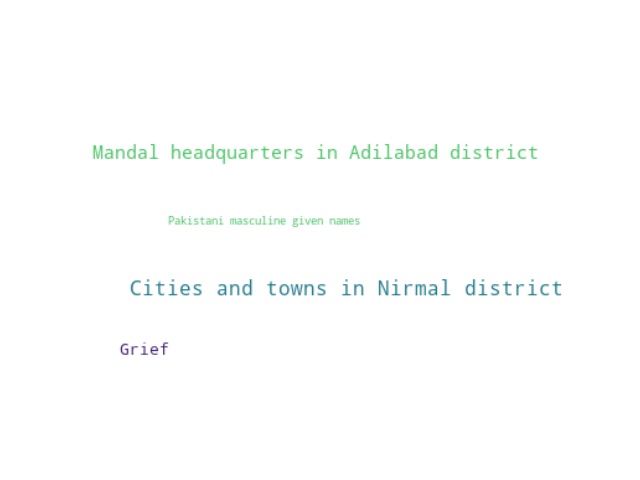 Mandal headquarters in Adilabad district
Pakistani masculine given names
Cities and towns in Nirmal district
Grief